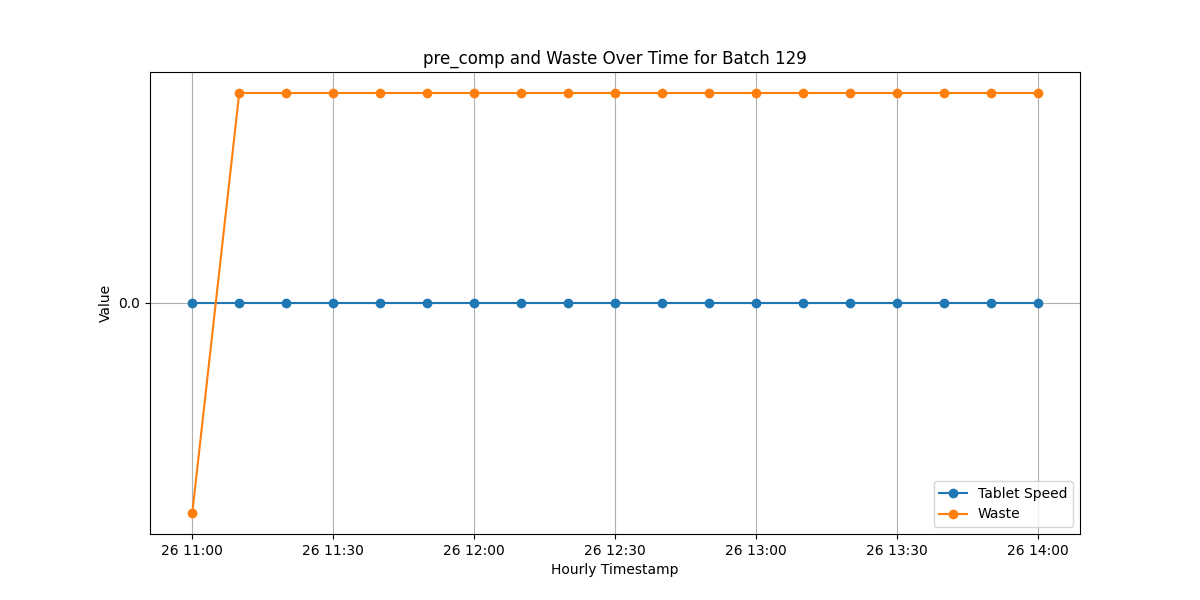 pre_comp and Waste Over Time for Batch 129
Value
0.0
Tablet Speed
Waste
26 11:00
26 11:30
26 12:00
26 12:30
26 13:00
26 13:30
26 14:00
Hourly Timestamp